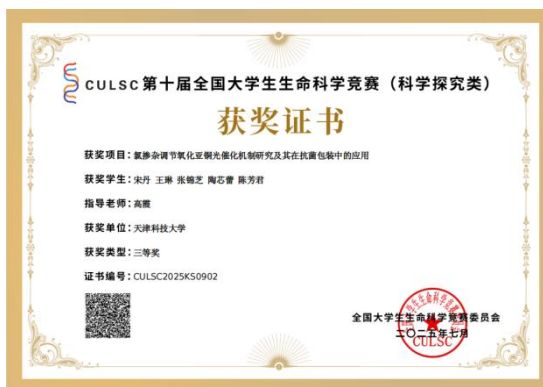 CULSC第十届全国大学生生命科学竞赛（科学探究类）
获奖证书
获奖项目：氯掺杂调节氧化亚铜光催化机制研究及其在抗菌包装中的应用
获奖学生：宋丹 王琳 张锦芝 陶芯蕾 陈芳君
指导老师：高霞
获奖单位：天津科技大学
获奖类型：三等奖
证书编号：CULSC2025KS0902
全国大学生生命科学竞赛委员会
二〇二五年七月
CULSC